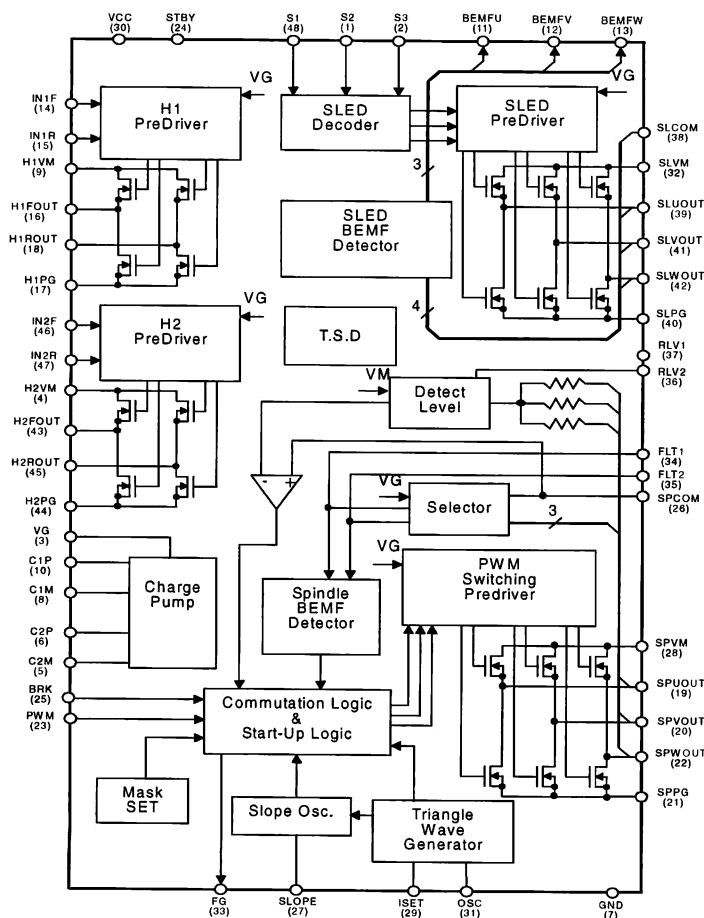 VCC
(30)
STBY
(24)
S1
(48)
S2
(1)
S3
(2)
BEMFU
(11)
BEMFV
(12)
BEMFW
(13)
IN1F
(14)
IN1R
(15)
H1VM
(9)
H1FOUT
(16)
H1ROUT
(18)
H1PG
(17)
IN2F
(46)
IN2R
(47)
H2VM
(4)
H2FOUT
(43)
H2ROUT
(45)
H2PG
(44)
VG
(3)
C1P
(10)
C1M
(8)
C2P
(6)
C2M
(5)
BRK
(25)
PWM
(23)
H1
PreDriver
VG
SLED
Decoder
SLED
PreDriver
VG
3
SLED
BEMF
Detector
4
H2
PreDriver
VG
T.S.D
VM
Detect
Level
- +
VG
Selector
3
VG
PWM
Switching
Predriver
Charge
Pump
Spindle
BEMF
Detector
Commutation Logic
&
Start-Up Logic
Mask
SET
Slope Osc.
Triangle
Wave
Generator
SLCOM
(38)
SLVM
(32)
SLUOUT
(39)
SLVOUT
(41)
SLWOUT
(42)
SLPG
(40)
RLV1
(37)
RLV2
(36)
FLT1
(34)
FLT2
(35)
SPCOM
(26)
SPVM
(28)
SPUOUT
(19)
SPVOUT
(20)
SPWOUT
(22)
SPPG
(21)
FG
(33)
SLOPE
(27)
ISET
(29)
OSC
(31)
GND
(7)